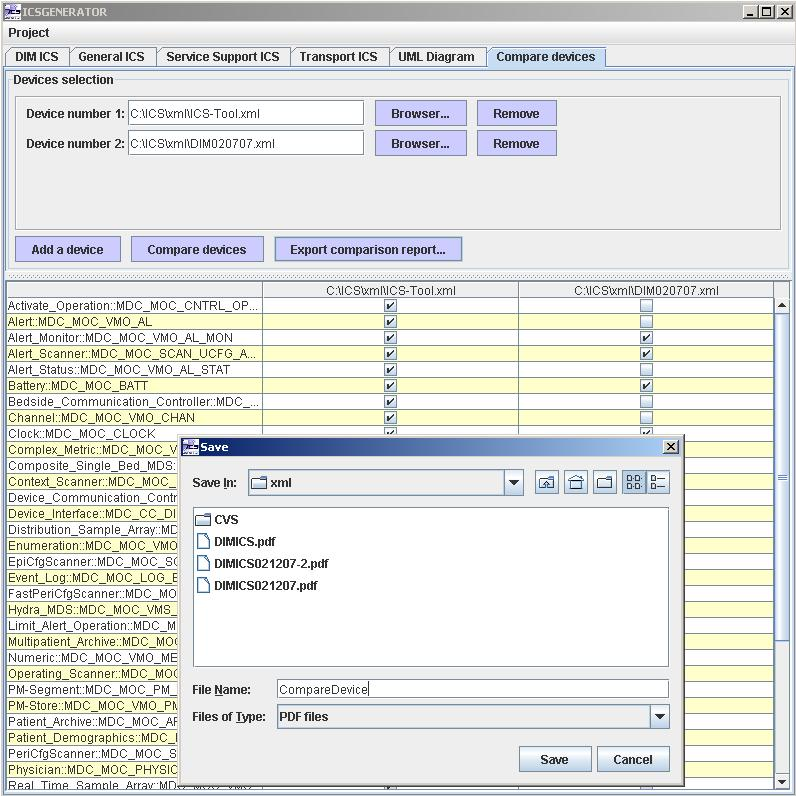 ICSGENERATOR
Project
DIM ICS General ICS Service Support ICS Transport ICS UML Diagram Compare devices
Devices selection
Device number 1: C:\ICS\xml\ICS-Tool.xml Browser... Remove
Device number 2: C:\ICS\xml\DIM020707.xml Browser... Remove
Add a device Compare devices Export comparison report...
C:\ICS\xml\ICS-Tool.xml C:\ICS\xml\DIM020707.xml
Activate_Operation::MDC_MOC_CNTRL_OP...
Alert::MDC_MOC_VMO_AL
Alert_Monitor::MDC_MOC_VMO_AL_MON
Alert_Scanner::MDC_MOC_SCAN_UCFG_A...
Alert_Status::MDC_MOC_VMO_AL_STAT
Battery::MDC_MOC_BATT
Bedside_Communication_Controller::MDC_...
Channel::MDC_MOC_VMO_CHAN
Clock::MDC_MOC_CLOCK
Complex_Metric::MDC_MOC_V
Composite_Single_Bed_MDS:
Context_Scanner::MDC_MOC_
Device_Communication_Contr
Device_Interface::MDC_CC_DI
Distribution_Sample_Array::MD
Enumeration::MDC_MOC_VMO
EpiCfgScanner::MDC_MOC_SC
Event_Log::MDC_MOC_LOG_E
FastPeriCfgScanner::MDC_MO
Hydra_MDS::MDC_MOC_VMS_
Limit_Alert_Operation::MDC_M
Multipatient_Archive::MDC_MO
Numeric::MDC_MOC_VMO_ME
Operating_Scanner::MDC_MO
PM-Segment::MDC_MOC_PM_
PM-Store::MDC_MOC_VMO_PM
Patient_Archive::MDC_MOC_AR
Patient_Demographics::MDC_
PeriCfgScanner::MDC_MOC_S
Physician::MDC_MOC_PHYSIC
Real_Time_Sample_Array::MDC_MOC_VMO
Save
Save In: xml
CVS
DIMICS.pdf
DIMICS021207-2.pdf
DIMICS021207.pdf
File Name: CompareDevice
Files of Type: PDF files
Save Cancel